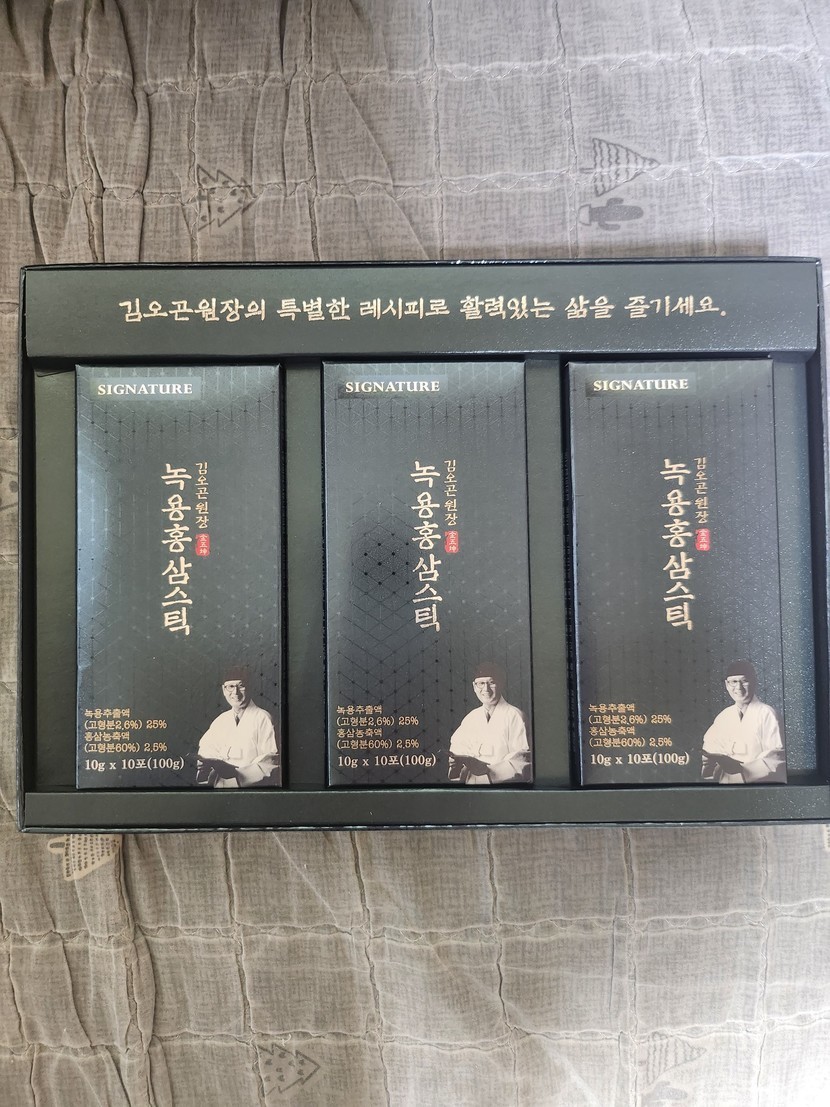 김오곤원장의 특별한 레시피로 활력있는 삶을 즐기세요.
SIGNATURE
김오곤원장
녹용홍삼스틱
녹용추출액
(고형분2,6%) 25%
홍삼농축액
(고형분60%) 2,5%
10g x 10포(100g)
SIGNATURE
김오곤원장
녹용홍삼스틱
녹용추출액
(고형분2,6%) 25%
홍삼농축액
(고형분60%) 2,5%
10g x 10포(100g)
SIGNATURE
김오곤원장
녹용홍삼스틱
녹용추출액
(고형분2,6%) 25%
홍삼농축액
(고형분60%) 2,5%
10g x 10포(100g)